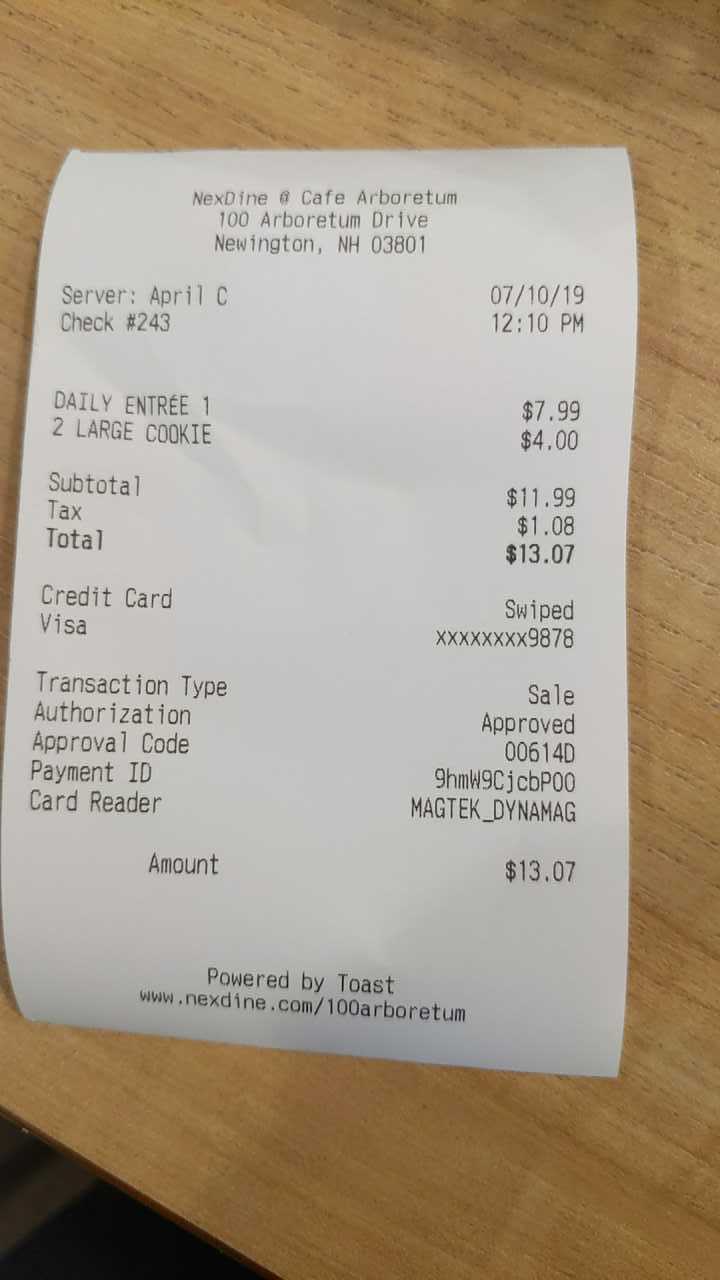 NexDine @ Cafe Arboretum
100 Arboretum Drive
Newington, NH 03801
Server: April C 07/10/19
Check #243 12:10 PM
DAILY ENTRÉE 1 $7.99
2 LARGE COOKIE $4.00
Subtotal $11.99
Tax $1.08
Total $13.07
Credit Card Swiped
Visa xxxxxxxx9878
Transaction Type Sale
Authorization Approved
Approval Code 00614D
Payment ID 9hmW9CjcbP00
Card Reader MAGTEK_DYNAMAG
Amount $13.07
Powered by Toast
www.nexdine.com/100arboretum